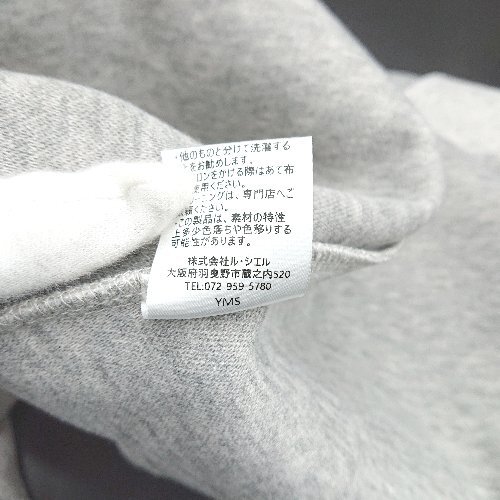 他のものと分けて洗濯する
をお勧めします。
ロンをかける際はあて布
用ください。
ニングは、専門店へご
ください。
の製品は、素材の特性
上多少色落ちや色移りする
可能性があります。
株式会社ル・シエル
大阪府羽曳野市蔵之内520
TEL:072-959-5780
YMS